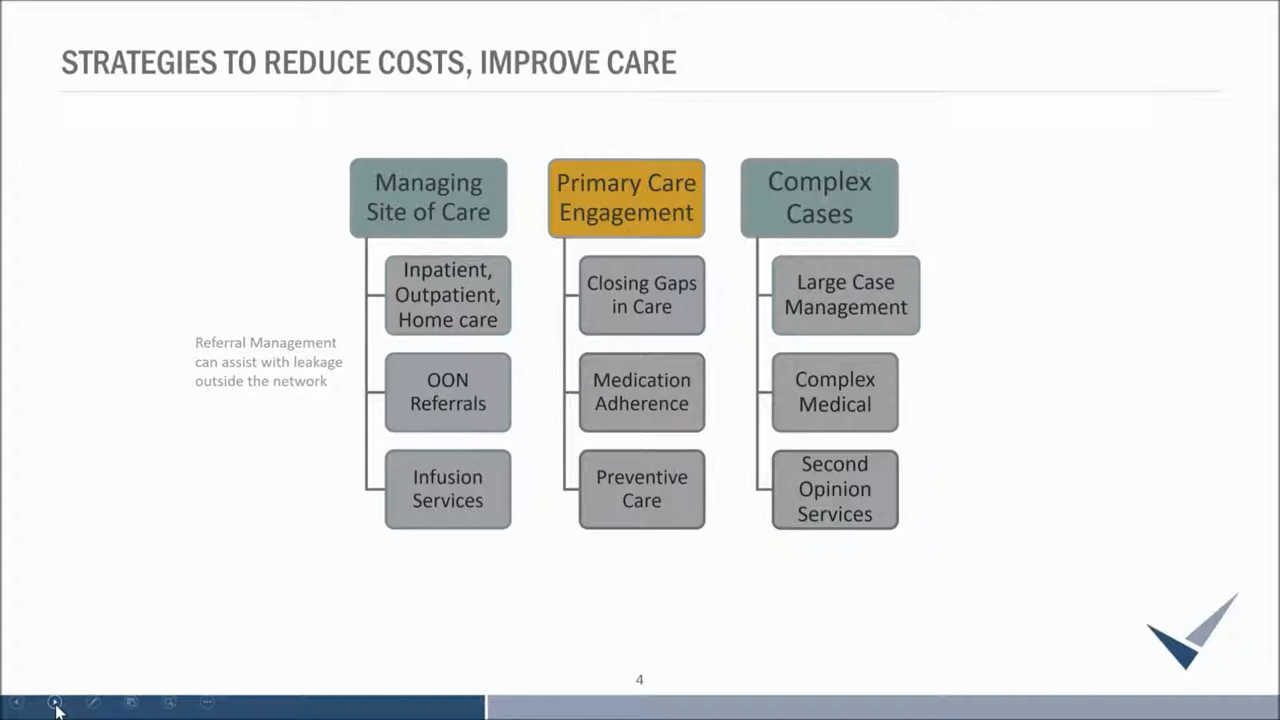 STRATEGIES TO REDUCE COSTS, IMPROVE CARE
Managing
Site of Care
Inpatient,
Outpatient,
Home care
Referral Management
can assist with leakage
outside the network
OON
Referrals
Infusion
Services
Primary Care
Engagement
Closing Gaps
in Care
Medication
Adherence
Preventive
Care
Complex
Cases
Large Case
Management
Complex
Medical
Second
Opinion
Services
4